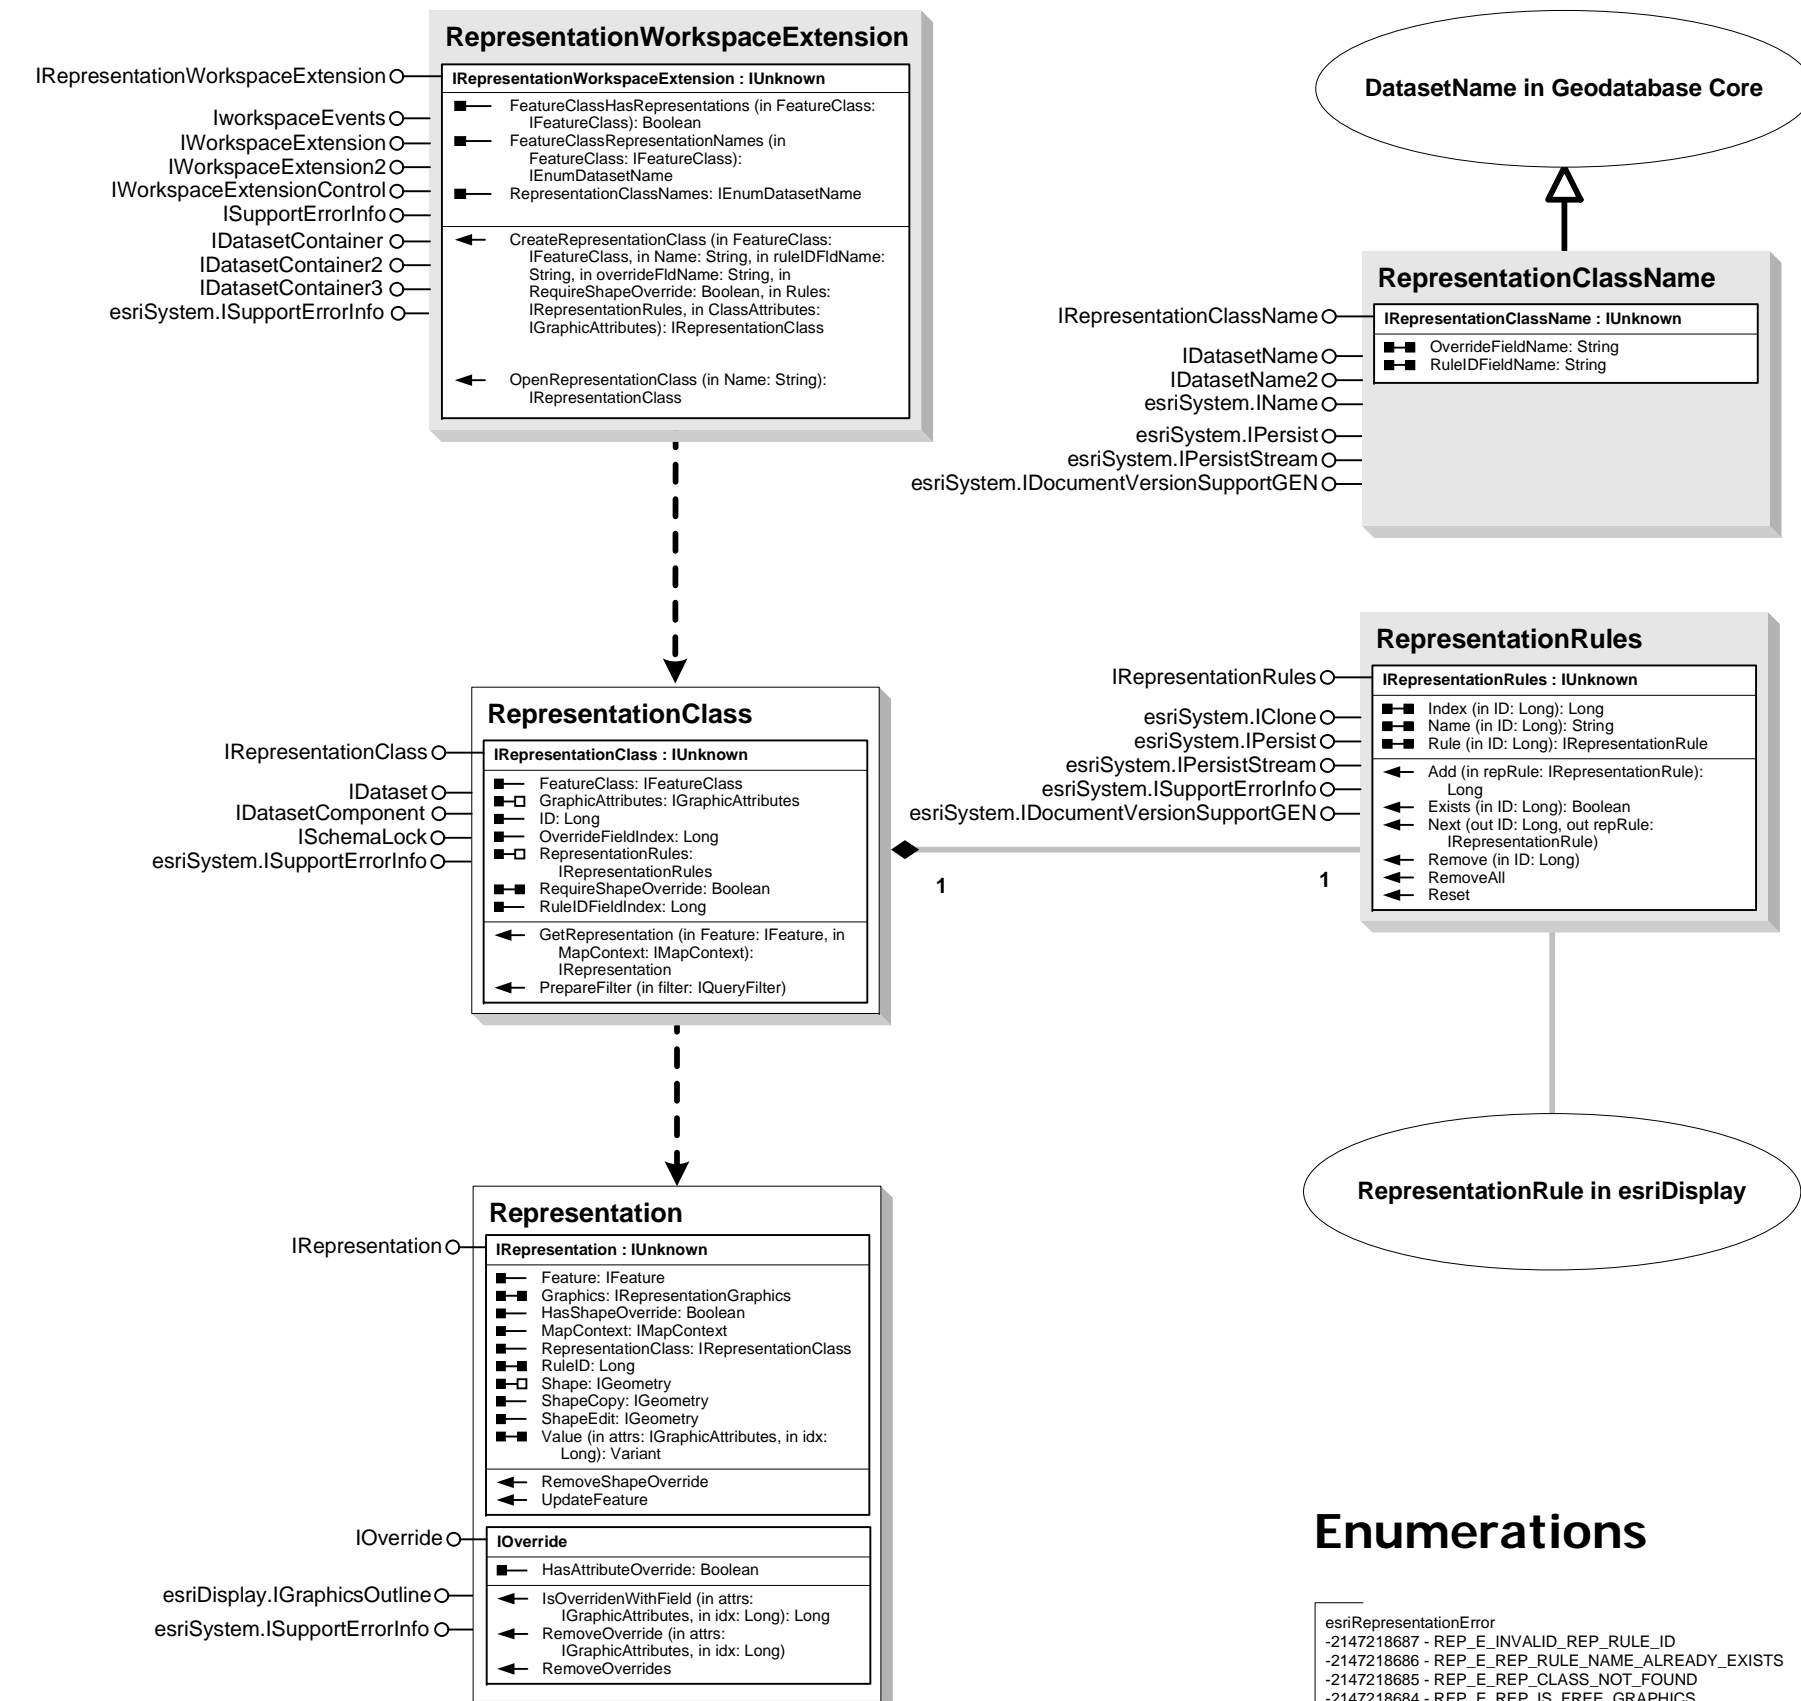 RepresentationWorkspaceExtension
IRepresentationWorkspaceExtension
IRepresentationWorkspaceExtension : IUnknown
IworkspaceEvents
IWorkspaceExtension
IWorkspaceExtension2
IWorkspaceExtensionControl
ISupportErrorInfo
IDatasetContainer
IDatasetContainer2
IDatasetContainer3
esriSystem.ISupportErrorInfo
FeatureClassHasRepresentations (in FeatureClass:
IFeatureClass): Boolean
FeatureClassRepresentationNames (in
FeatureClass: IFeatureClass):
IEnumDatasetName
RepresentationClassNames: IEnumDatasetName
CreateRepresentationClass (in FeatureClass:
IFeatureClass, in Name: String, in ruleIDFldName:
String, in overrideFldName: String, in
RequireShapeOverride: Boolean, in Rules:
IRepresentationRules, in ClassAttributes:
IGraphicAttributes): IRepresentationClass
OpenRepresentationClass (in Name: String):
IRepresentationClass
DatasetName in Geodatabase Core
RepresentationClassName
IRepresentationClassName
IRepresentationClassName : IUnknown
OverrideFieldName: String
RuleIDFieldName: String
IDatasetName
IDatasetName2
esriSystem.IName
esriSystem.IPersist
esriSystem.IPersistStream
esriSystem.IDocumentVersionSupportGEN
RepresentationClass
IRepresentationClass
IRepresentationClass : IUnknown
IDataset
IDatasetComponent
ISchemaLock
esriSystem.ISupportErrorInfo
FeatureClass: IFeatureClass
GraphicAttributes: IGraphicAttributes
ID: Long
OverrideFieldIndex: Long
RepresentationRules:
IRepresentationRules
RequireShapeOverride: Boolean
RuleIDFieldIndex: Long
GetRepresentation (in Feature: IFeature, in
MapContext: IMapContext):
IRepresentation
PrepareFilter (in filter: IQueryFilter)
1
1
RepresentationRules
IRepresentationRules
IRepresentationRules : IUnknown
esriSystem.IClone
esriSystem.IPersist
esriSystem.IPersistStream
esriSystem.ISupportErrorInfo
esriSystem.IDocumentVersionSupportGEN
Index (in ID: Long): Long
Name (in ID: Long): String
Rule (in ID: Long): IRepresentationRule
Add (in repRule: IRepresentationRule):
Long
Exists (in ID: Long): Boolean
Next (out ID: Long, out repRule:
IRepresentationRule)
Remove (in ID: Long)
RemoveAll
Reset
RepresentationRule in esriDisplay
Representation
IRepresentation
IRepresentation : IUnknown
Feature: IFeature
Graphics: IRepresentationGraphics
HasShapeOverride: Boolean
MapContext: IMapContext
RepresentationClass: IRepresentationClass
RuleID: Long
Shape: IGeometry
ShapeCopy: IGeometry
ShapeEdit: IGeometry
Value (in attrs: IGraphicAttributes, in idx:
Long): Variant
RemoveShapeOverride
UpdateFeature
IOverride
IOverride
HasAttributeOverride: Boolean
esriDisplay.IGraphicsOutline
esriSystem.ISupportErrorInfo
IsOverridenWithField (in attrs:
IGraphicAttributes, in idx: Long): Long
RemoveOverride (in attrs:
IGraphicAttributes, in idx: Long)
RemoveOverrides
Enumerations
esriRepresentationError
-2147218687 - REP_E_INVALID_REP_RULE_ID
-2147218686 - REP_E_REP_RULE_NAME_ALREADY_EXISTS
-2147218685 - REP_E_REP_CLASS_NOT_FOUND
-2147218684 - REP_E_REP_IS_FREE_GRAPHICS